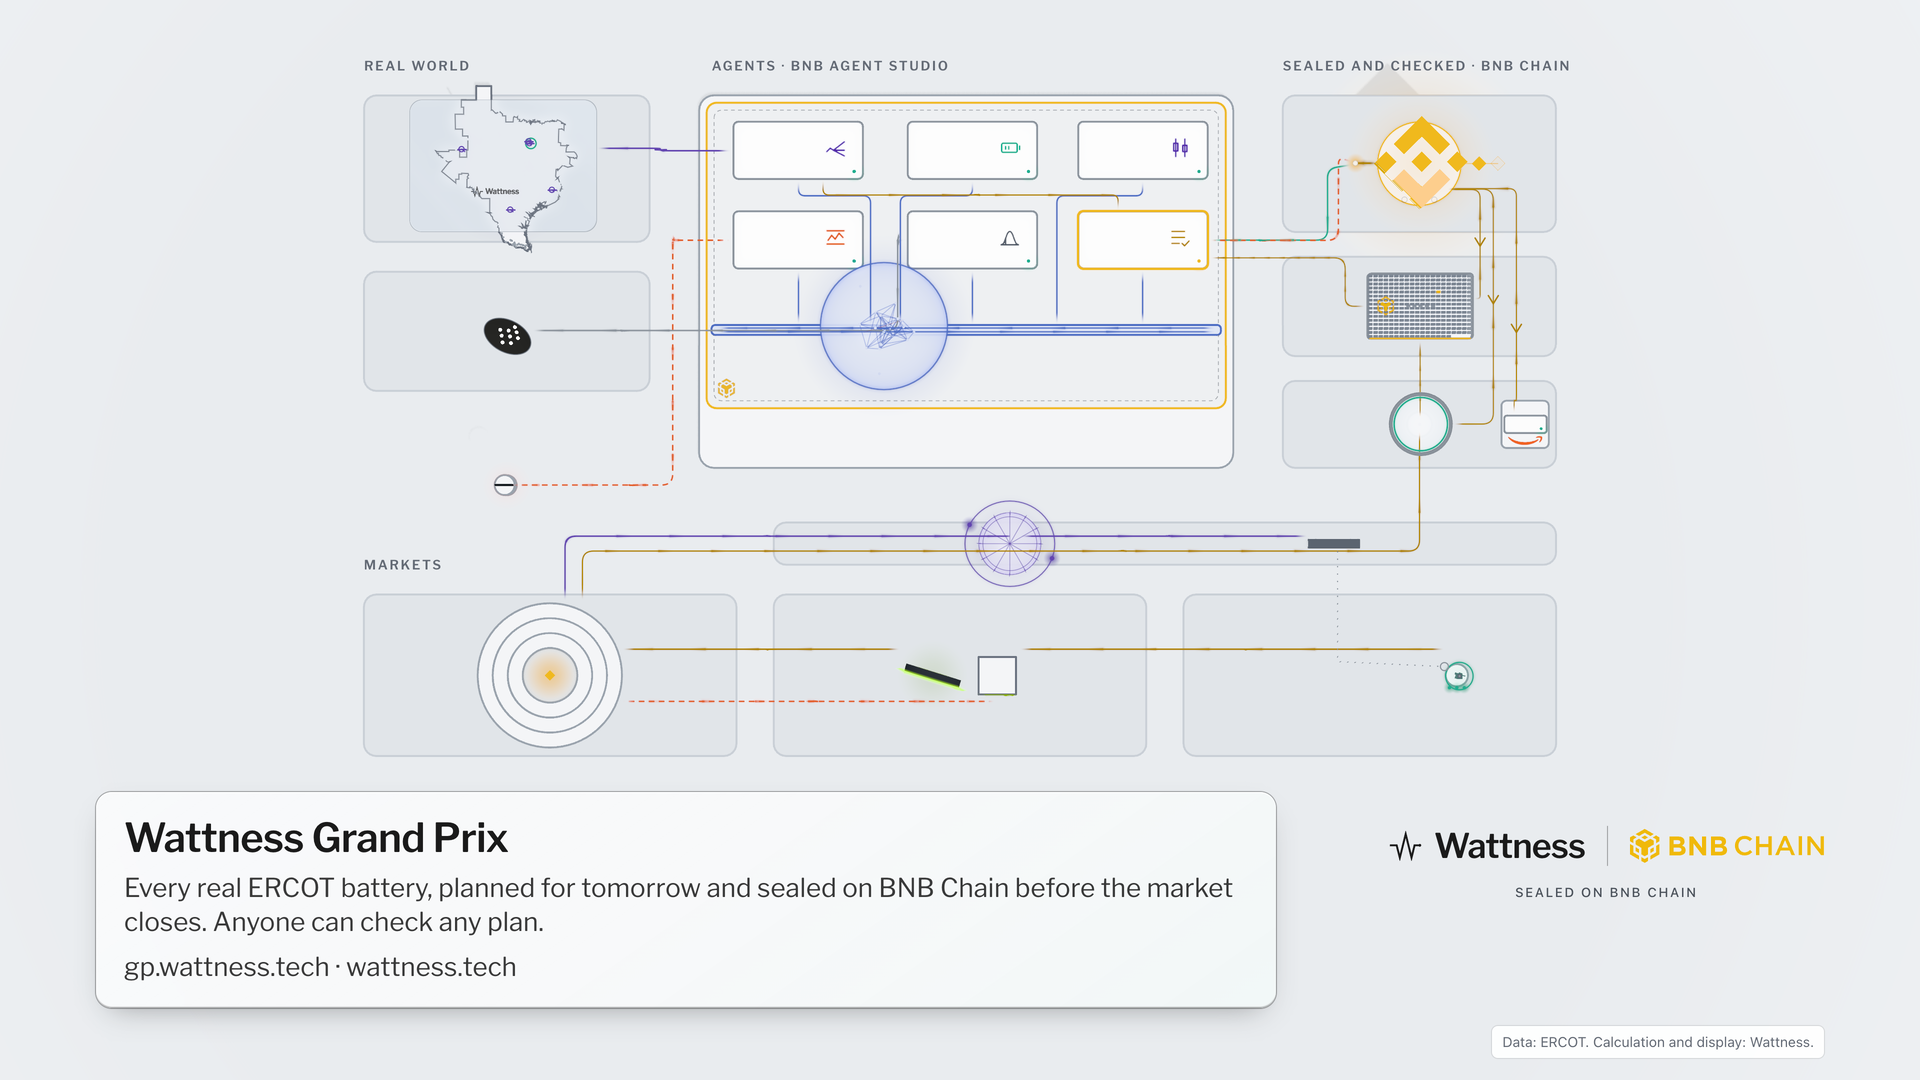 REAL WORLD
AGENTS · BNB AGENT STUDIO
SEALED AND CHECKED · BNB CHAIN
Wattness
MARKETS
Wattness Grand Prix
Every real ERCOT battery, planned for tomorrow and sealed on BNB Chain before the market
closes. Anyone can check any plan.
gp.wattness.tech · wattness.tech
Wattness
BNB CHAIN
SEALED ON BNB CHAIN
Data: ERCOT. Calculation and display: Wattness.